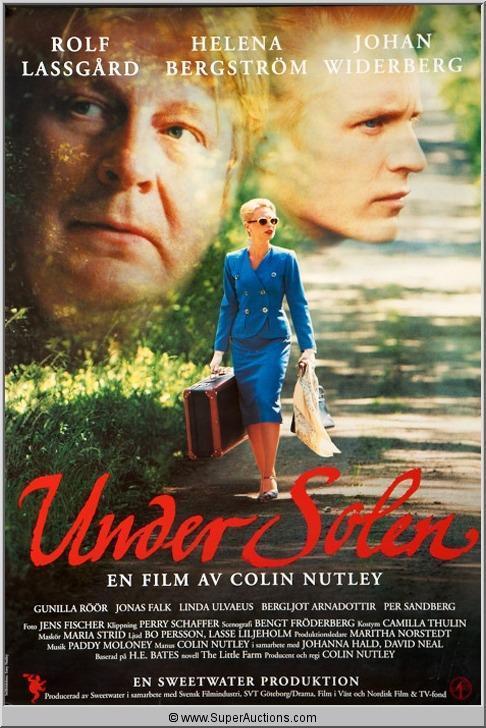 ROLF LASSGÅRD
HELENA BERGSTRÖM
JOHAN WIDERBERG
Under Solen
EN FILM AV COLIN NUTLEY
GUNILLA RÖÖR JONAS FALK LINDA ULVAEUS BERGLJOT ARNADOTTIR PER SANDBERG
Foto JENS FISCHER Klippning PERRY SCHAFFER Scenografi BENGT FRÖDERBERG Kostym CAMILLA THULIN
Maskör MARIA STRID Ljud BO PERSSON, LASSE LILJEHOLM Produktionsledare MARITHA NORSTEDT
Musik PADDY MOLONEY Manus COLIN NUTLEY i samarbete med JOHANNA HALD, DAVID NEAL
Baserad på H.E. BATES novell The Little Farm Producent och regi COLIN NUTLEY
EN SWEETWATER PRODUKTION
Producerad av Sweetwater i samarbete med Svensk Filmindustri, SVT Göteborg/Drama, Film i Väst och Nordisk Film & TV-fond
© www.SuperAuctions.com